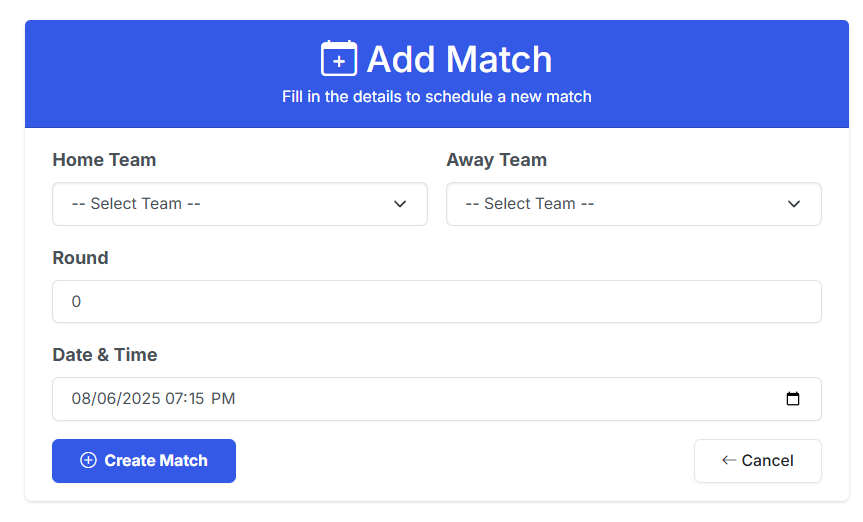 Add Match
Fill in the details to schedule a new match
Home Team
Away Team
-- Select Team --
-- Select Team --
Round
0
Date & Time
08/06/2025 07:15 PM
Create Match
Cancel